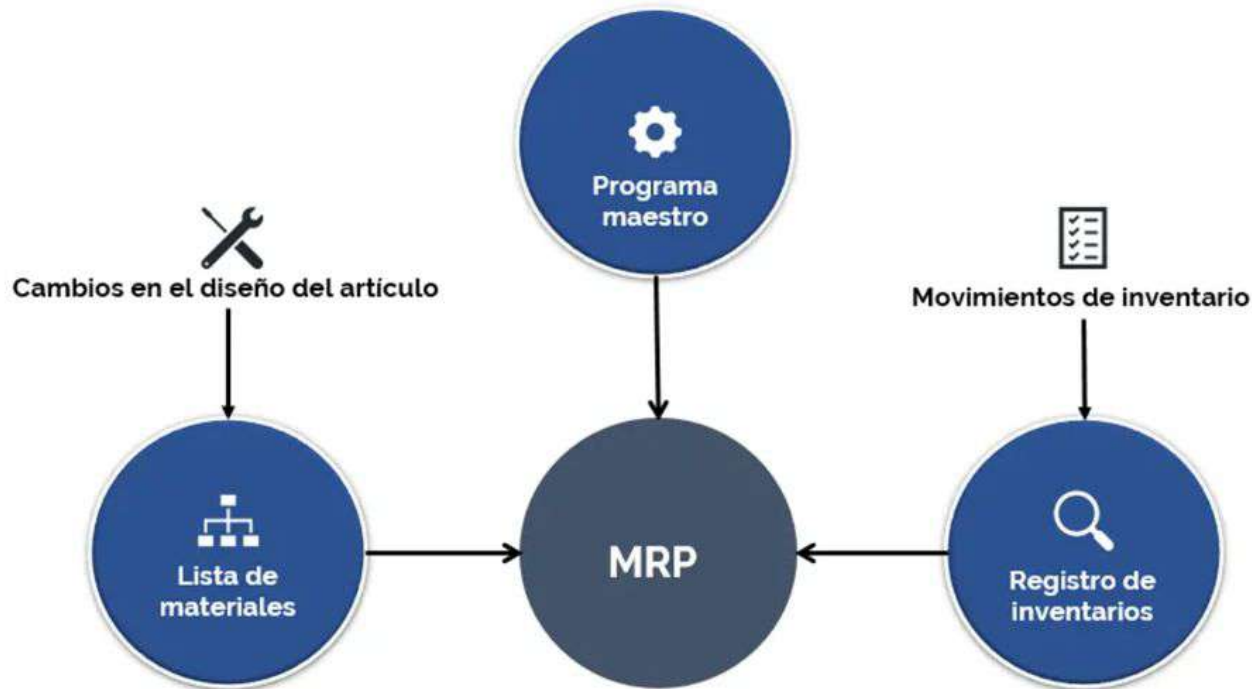 Programa
maestro
Cambios en el diseño del artículo
Movimientos de inventario
Lista de
materiales
MRP
Registro de
inventarios